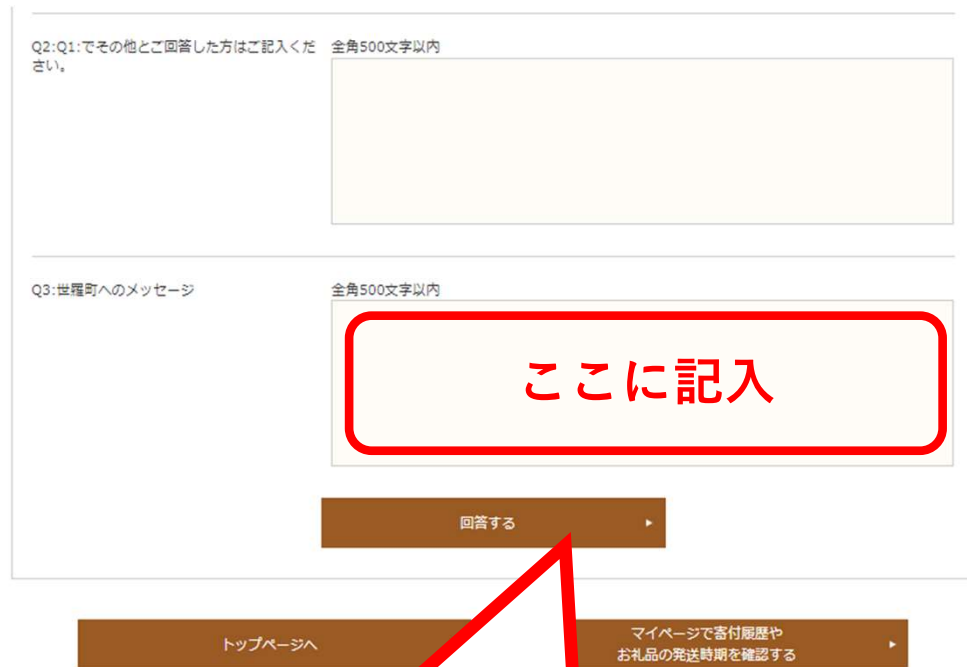 Q2:Q1:でその他とご回答した方はご記入くだ
さい。
全角500文字以内
Q3:世羅町へのメッセージ
全角500文字以内
ここに記入
回答する
トップページへ
マイページで寄付履歴や
お礼品の発送時期を確認する